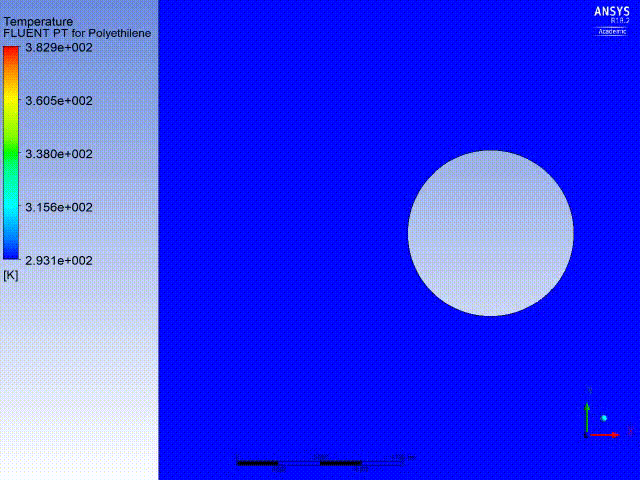 ANSYS
R18.2
Academic
Temperature
FLUENT PT for Polyethilene
3.829e+002
3.605e+002
3.380e+002
3.156e+002
2.931e+002
[K]